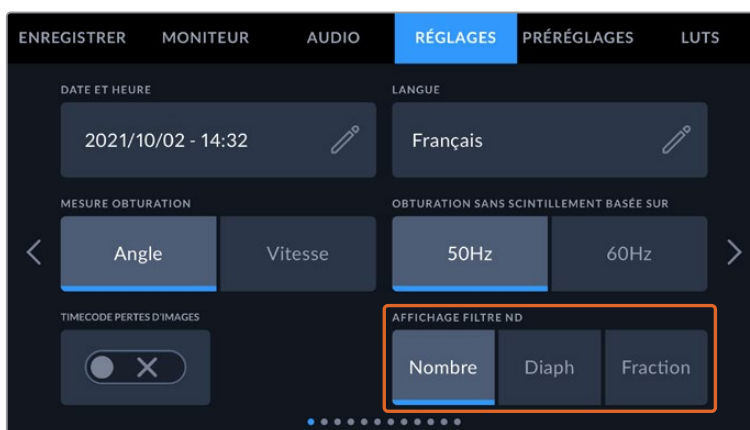 ENREGISTRER MONITEUR AUDIO RÉGLAGES PRÉRÉGLAGES LUTS
DATE ET HEURE LANGUE
2021/10/02 - 14:32 Français
MESURE OBTURATION OBTURATION SANS SCINTILLEMENT BASÉE SUR
Angle Vitesse 50Hz 60Hz
TIMECODE PERTES D'IMAGES AFFICHAGE FILTRE ND
Nombre Diaph Fraction